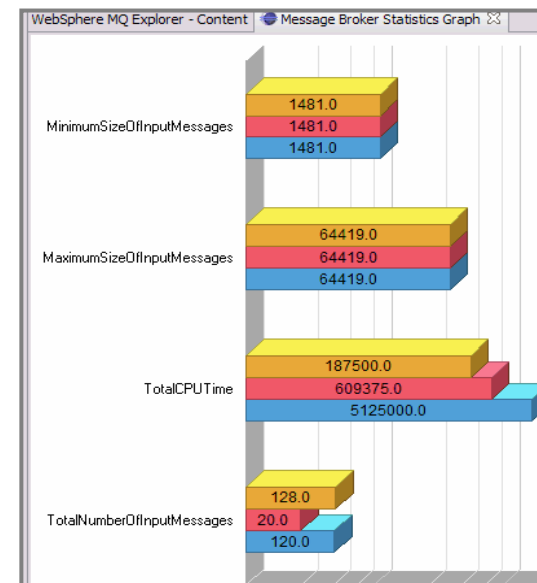 WebSphere MQ Explorer - Content
Message Broker Statistics Graph
MinimumSizeOfInputMessages
1481.0
1481.0
1481.0
MaximumSizeOfInputMessages
64419.0
64419.0
64419.0
TotalCPUTime
187500.0
609375.0
5125000.0
TotalNumberOfInputMessages
128.0
20.0
120.0